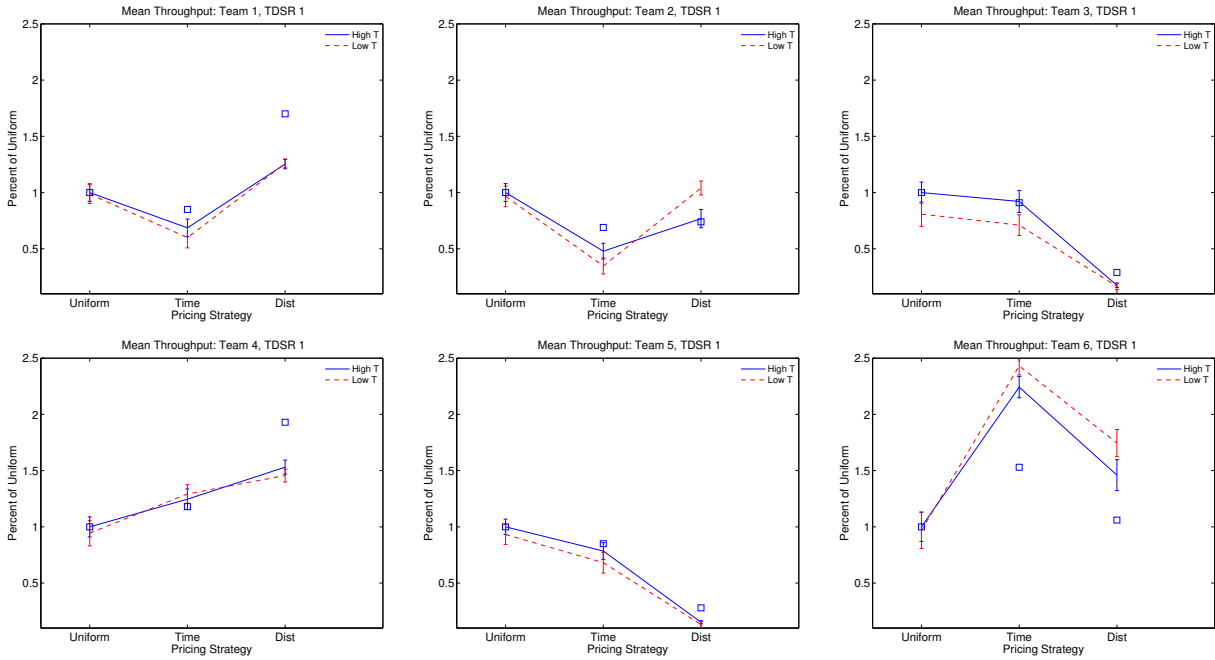 Mean Throughput: Team 1, TDSR 1
2.5
2
1.5
1
0.5
Percent of Uniform
High T
Low T
Uniform Time Dist
Pricing Strategy
Mean Throughput: Team 2, TDSR 1
2.5
2
1.5
1
0.5
Percent of Uniform
High T
Low T
Uniform Time Dist
Pricing Strategy
Mean Throughput: Team 3, TDSR 1
2.5
2
1.5
1
0.5
Percent of Uniform
High T
Low T
Uniform Time Dist
Pricing Strategy
Mean Throughput: Team 4, TDSR 1
2.5
2
1.5
1
0.5
Percent of Uniform
High T
Low T
Uniform Time Dist
Pricing Strategy
Mean Throughput: Team 5, TDSR 1
2.5
2
1.5
1
0.5
Percent of Uniform
High T
Low T
Uniform Time Dist
Pricing Strategy
Mean Throughput: Team 6, TDSR 1
2.5
2
1.5
1
0.5
Percent of Uniform
High T
Low T
Uniform Time Dist
Pricing Strategy